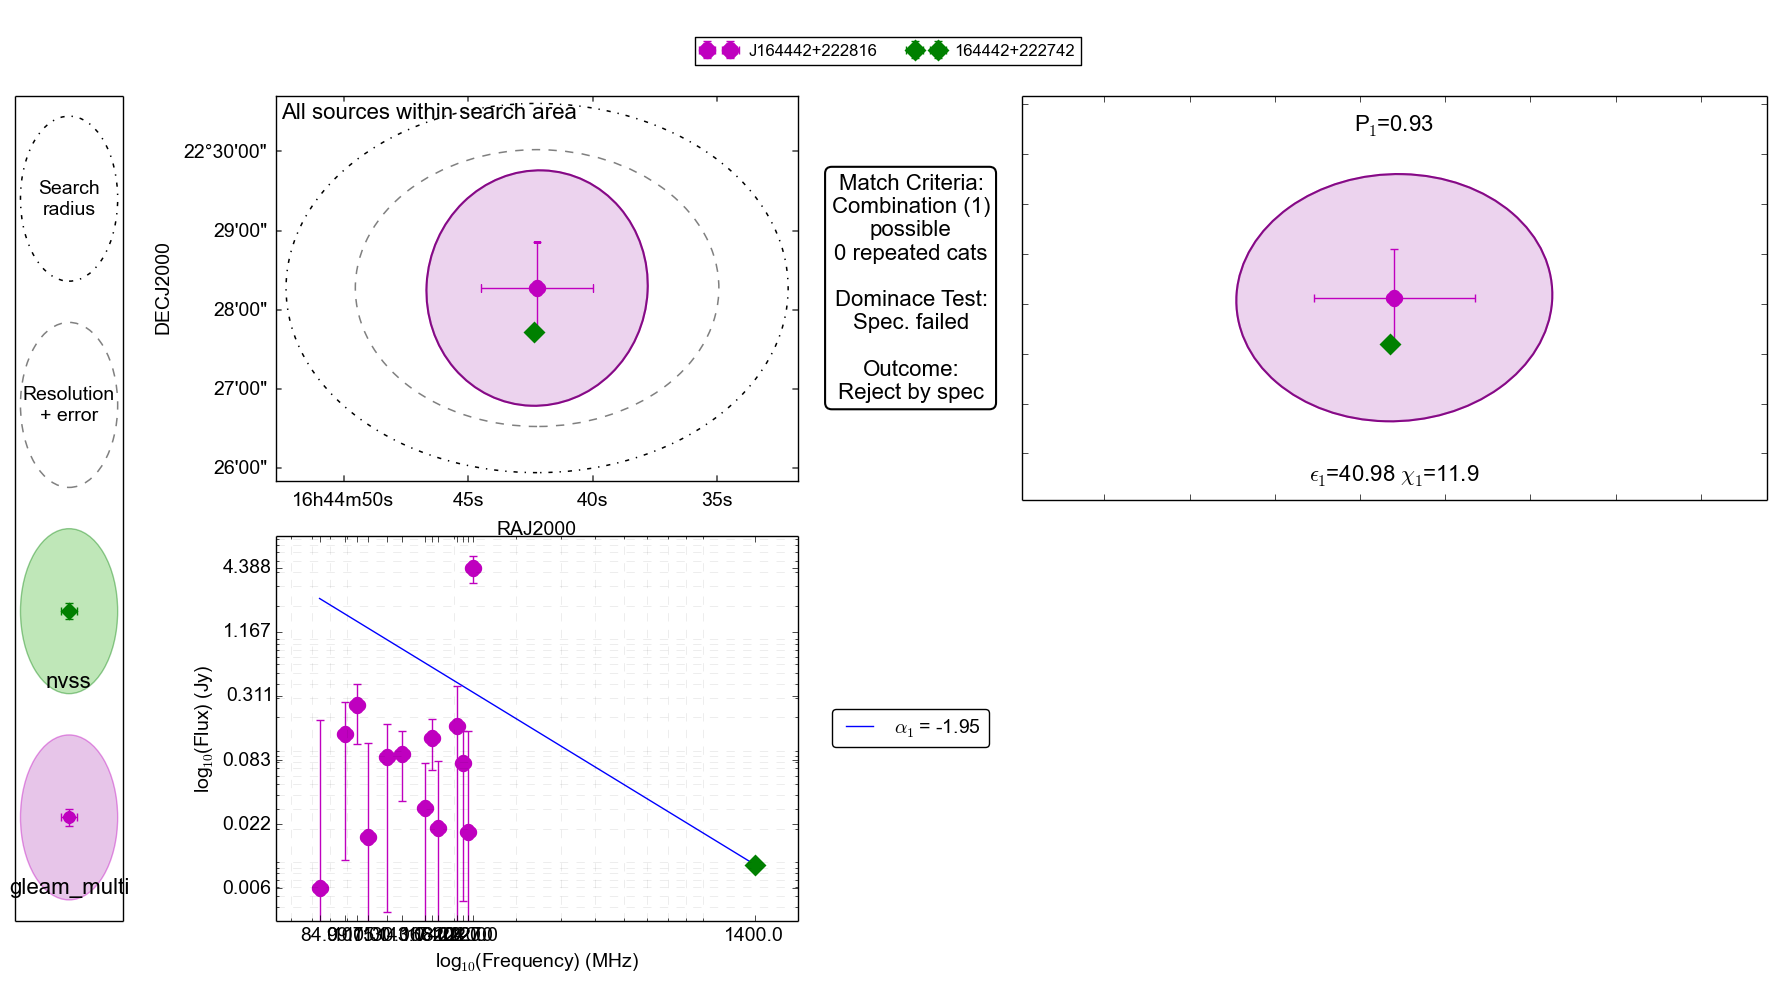 J164442+222816 164442+222742
Search
radius
Resolution
+ error
nvss
gleam_multi
All sources within search area
DECJ2000
22°30'00"
29'00"
28'00"
27'00"
26'00"
16h44m50s 45s 40s 35s
RAJ2000
Match Criteria:
Combination (1)
possible
0 repeated cats
Dominace Test:
Spec. failed
Outcome:
Reject by spec
P₁=0.93
ϵ₁=40.98 χ₁=11.9
log₁₀(Flux) (Jy)
4.388
1.167
0.311
0.083
0.022
0.006
1400.0
log₁₀(Frequency) (MHz)
α₁ = -1.95